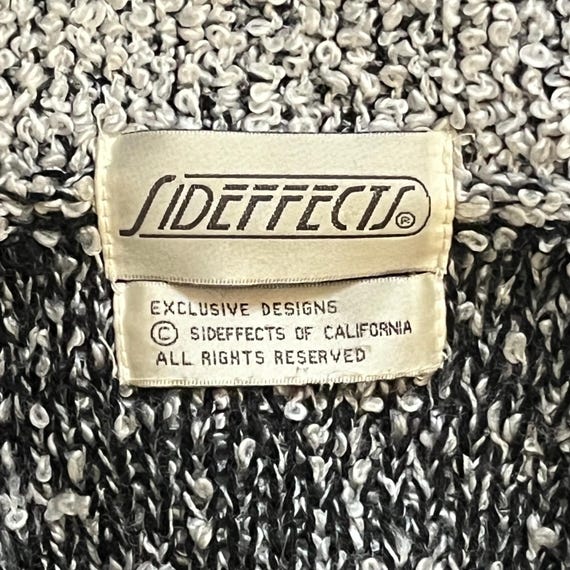 SIDEFFECTS®
EXCLUSIVE DESIGNS
© SIDEFFECTS OF CALIFORNIA
ALL RIGHTS RESERVED